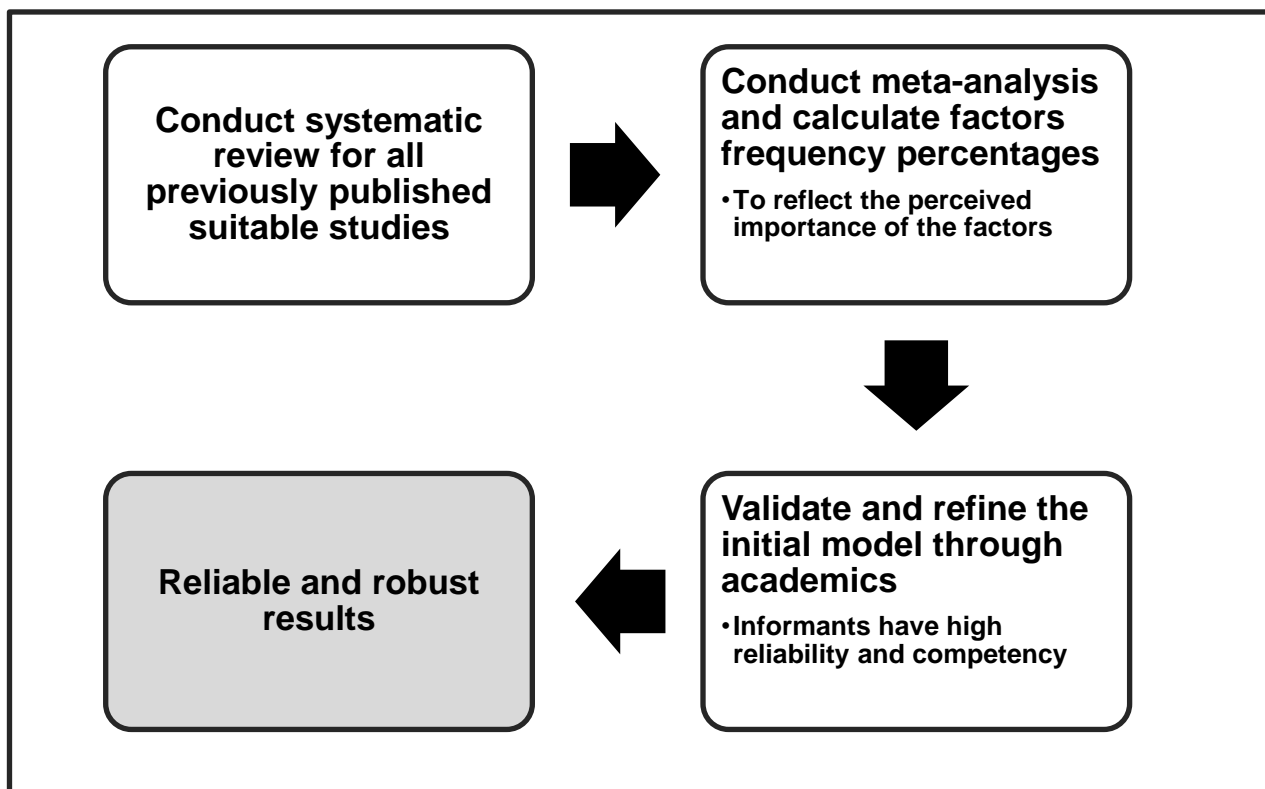 Conduct systematic
review for all
previously published
suitable studies
Conduct meta-analysis
and calculate factors
frequency percentages
•To reflect the perceived
importance of the factors
Validate and refine the
initial model through
academics
•Informants have high
reliability and competency
Reliable and robust
results